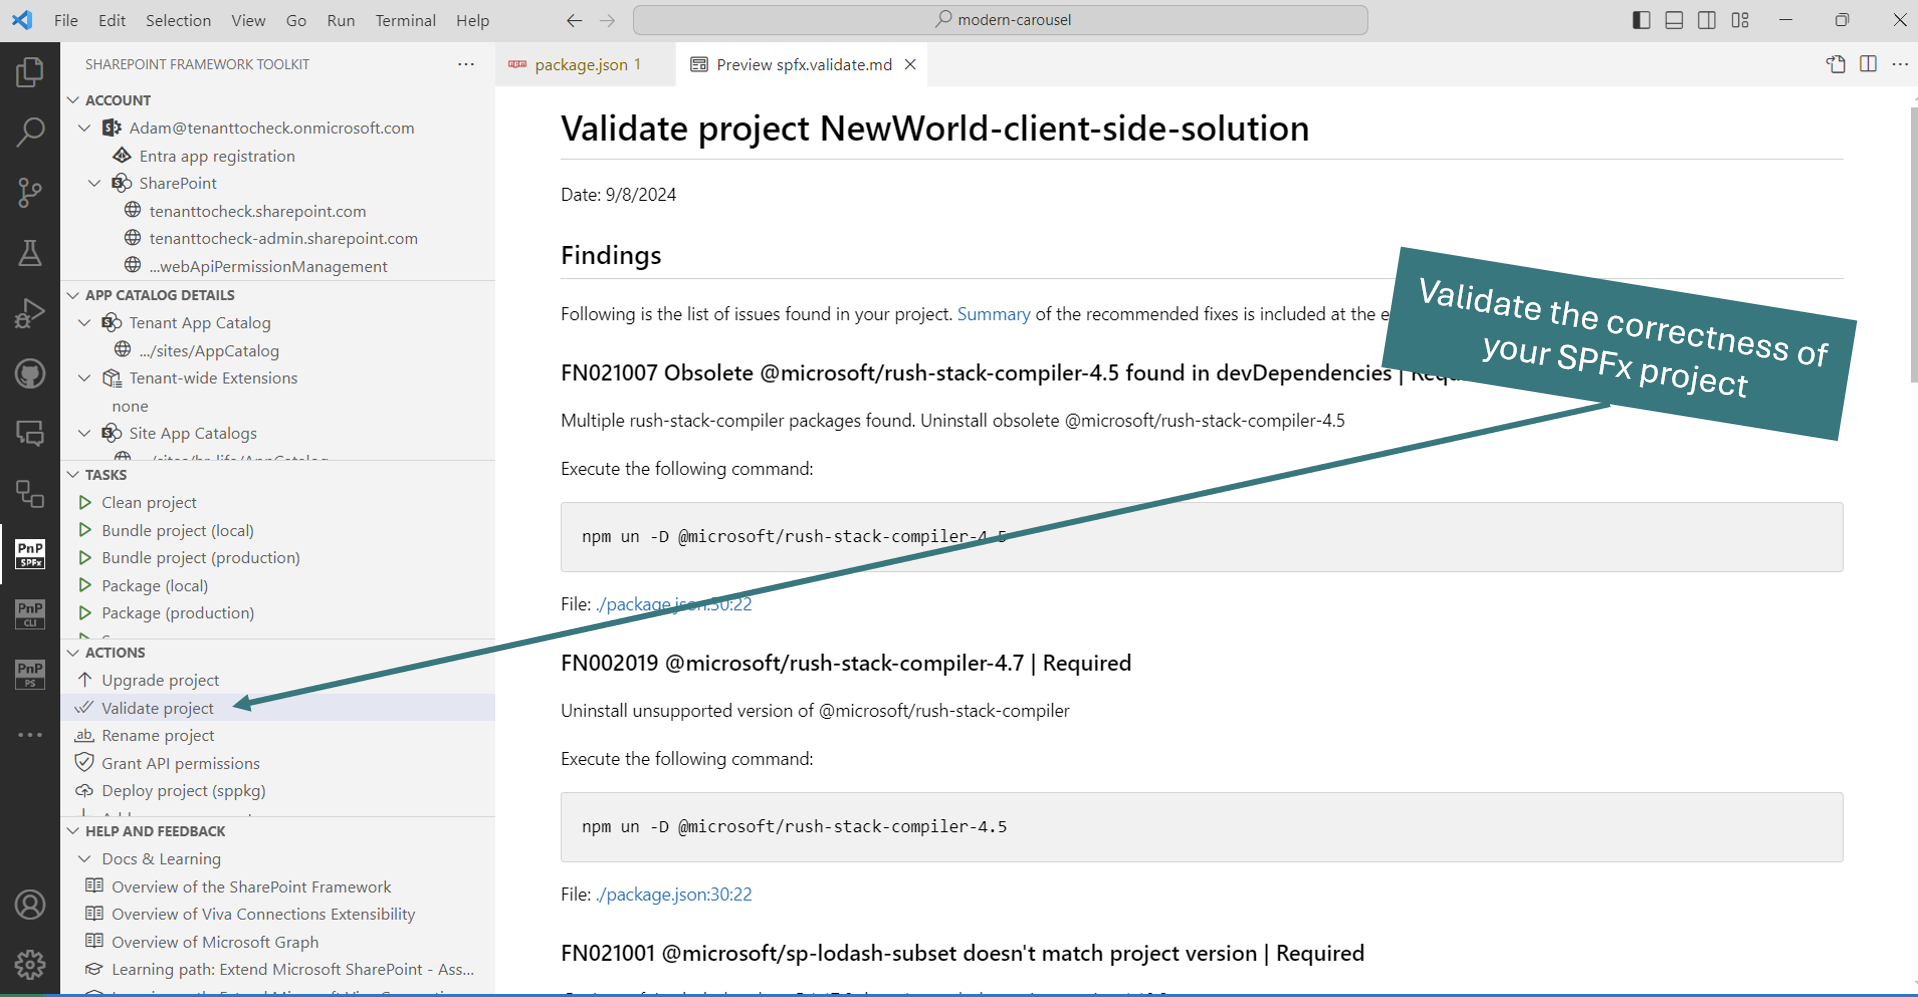 File Edit Selection View Go Run Terminal Help
modern-carousel
SHAREPOINT FRAMEWORK TOOLKIT
ACCOUNT
Adam@tenanttocheck.onmicrosoft.com
Entra app registration
SharePoint
tenanttocheck.sharepoint.com
tenanttocheck-admin.sharepoint.com
...webApiPermissionManagement
APP CATALOG DETAILS
Tenant App Catalog
.../sites/AppCatalog
Tenant-wide Extensions
none
Site App Catalogs
TASKS
Clean project
Bundle project (local)
Bundle project (production)
Package (local)
Package (production)
ACTIONS
Upgrade project
Validate project
ab Rename project
Grant API permissions
Deploy project (sppkg)
HELP AND FEEDBACK
Docs & Learning
Overview of the SharePoint Framework
Overview of Viva Connections Extensibility
Overview of Microsoft Graph
Learning path: Extend Microsoft SharePoint - Ass...
PnP
SPFx
PnP
CLI
PnP
PS
package.json 1
Preview spfx.validate.md
Validate project NewWorld-client-side-solution
Date: 9/8/2024
Findings
Following is the list of issues found in your project. Summary of the recommended fixes is included at the
FN021007 Obsolete @microsoft/rush-stack-compiler-4.5 found in devDependencies |
Multiple rush-stack-compiler packages found. Uninstall obsolete @microsoft/rush-stack-compiler-4.5
Execute the following command:
npm un -D @microsoft/rush-stack-compiler-4.5
File: ./package.json:30:22
FN002019 @microsoft/rush-stack-compiler-4.7 | Required
Uninstall unsupported version of @microsoft/rush-stack-compiler
Execute the following command:
npm un -D @microsoft/rush-stack-compiler-4.5
File: ./package.json:30:22
FN021001 @microsoft/sp-lodash-subset doesn't match project version | Required
Validate the correctness of
your SPFx project